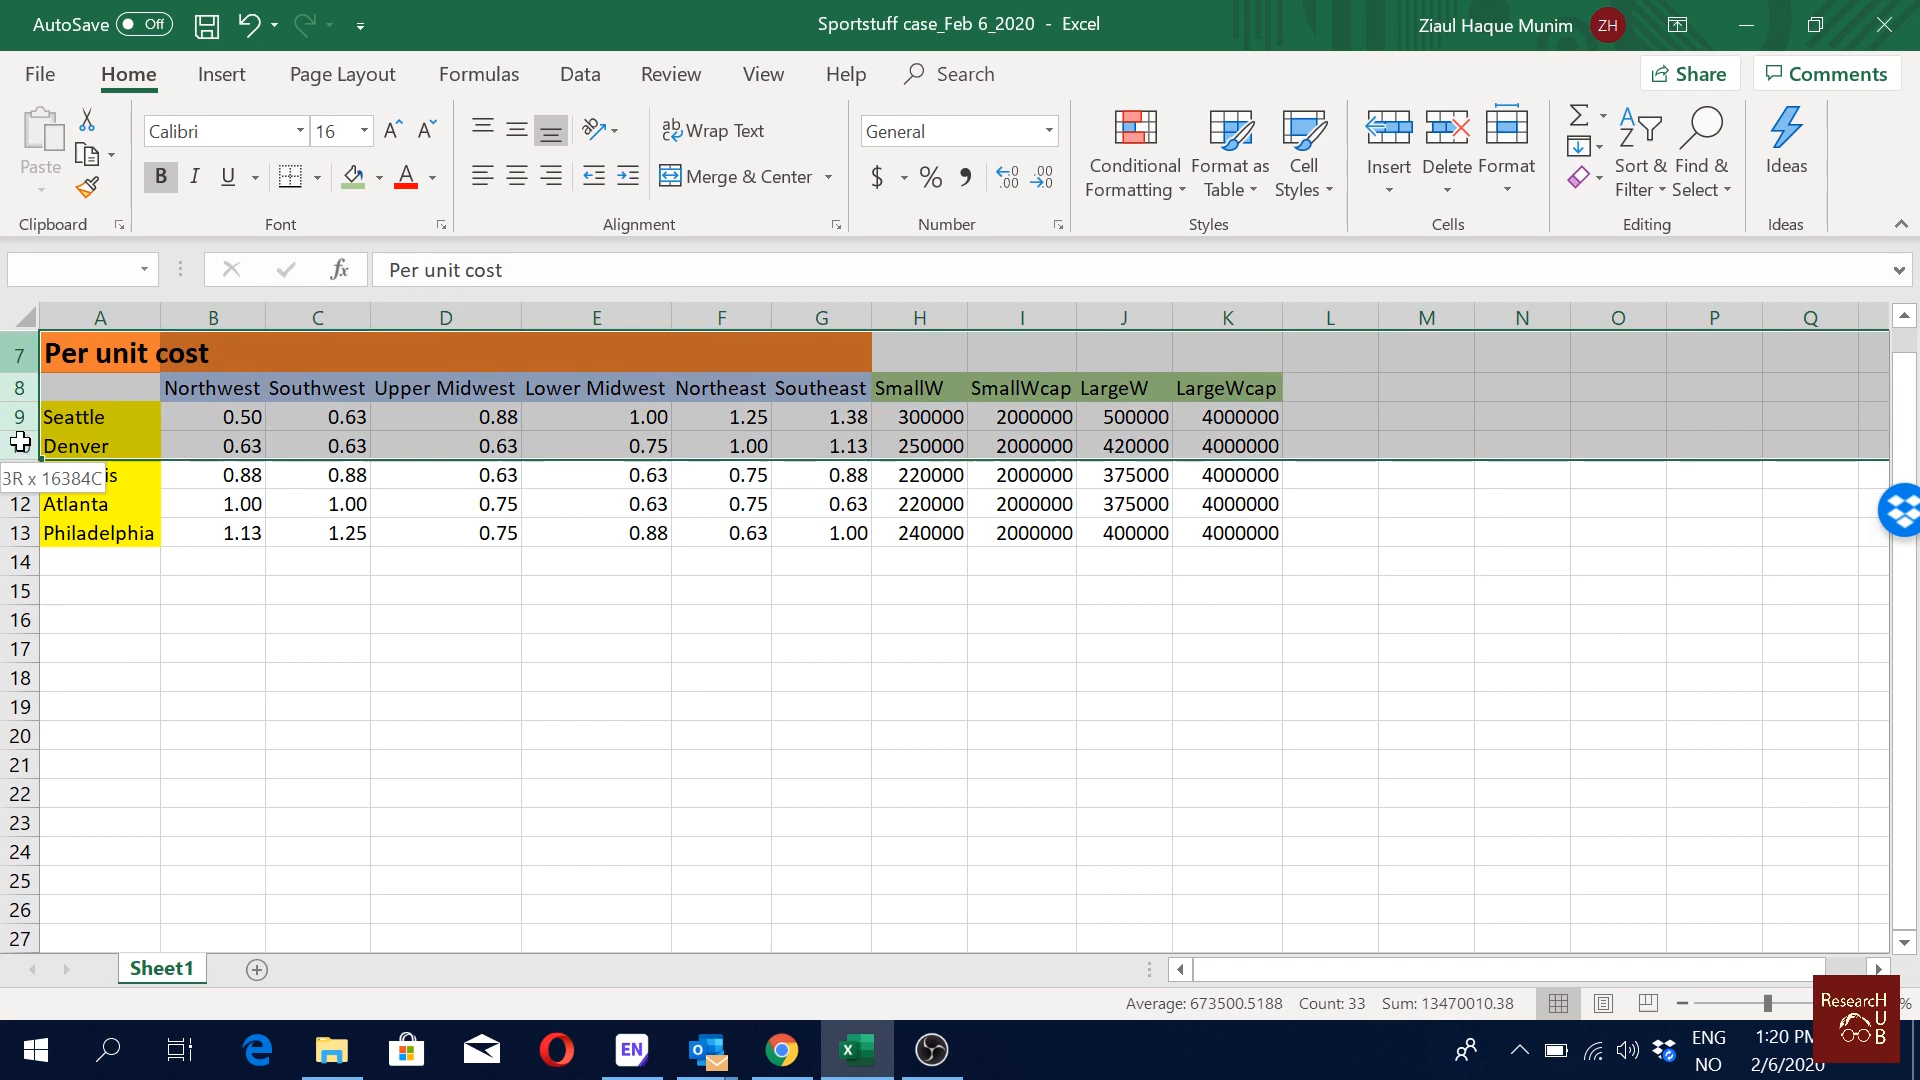 AutoSave Off Sportstuff case_Feb 6_2020 - Excel Ziaul Haque Munim ZH
File Home Insert Page Layout Formulas Data Review View Help Search Share Comments
Paste Calibri 16 Wrap Text General Conditional Formatting Format as Table Cell Styles Insert Delete Format Sort & Filter Find & Select Ideas
B I U Merge & Center $ %
Clipboard Font Alignment Number Styles Cells Editing Ideas
fx Per unit cost
A B C D E F G H I J K L M N O P Q
7 Per unit cost
8 Northwest Southwest Upper Midwest Lower Midwest Northeast Southeast SmallW SmallWcap LargeW LargeWcap
9 Seattle 0.50 0.63 0.88 1.00 1.25 1.38 300000 2000000 500000 4000000
Denver 0.63 0.63 0.63 0.75 1.00 1.13 250000 2000000 420000 4000000
3R x 16384C is 0.88 0.88 0.63 0.63 0.75 0.88 220000 2000000 375000 4000000
12 Atlanta 1.00 1.00 0.75 0.63 0.75 0.63 220000 2000000 375000 4000000
13 Philadelphia 1.13 1.25 0.75 0.88 0.63 1.00 240000 2000000 400000 4000000
14
15
16
17
18
19
20
21
22
23
24
25
26
27
Sheet1
Average: 673500.5188 Count: 33 Sum: 13470010.38 %
ResearcH
U
B
EN ENG 1:20 PM
NO 2/6/2020